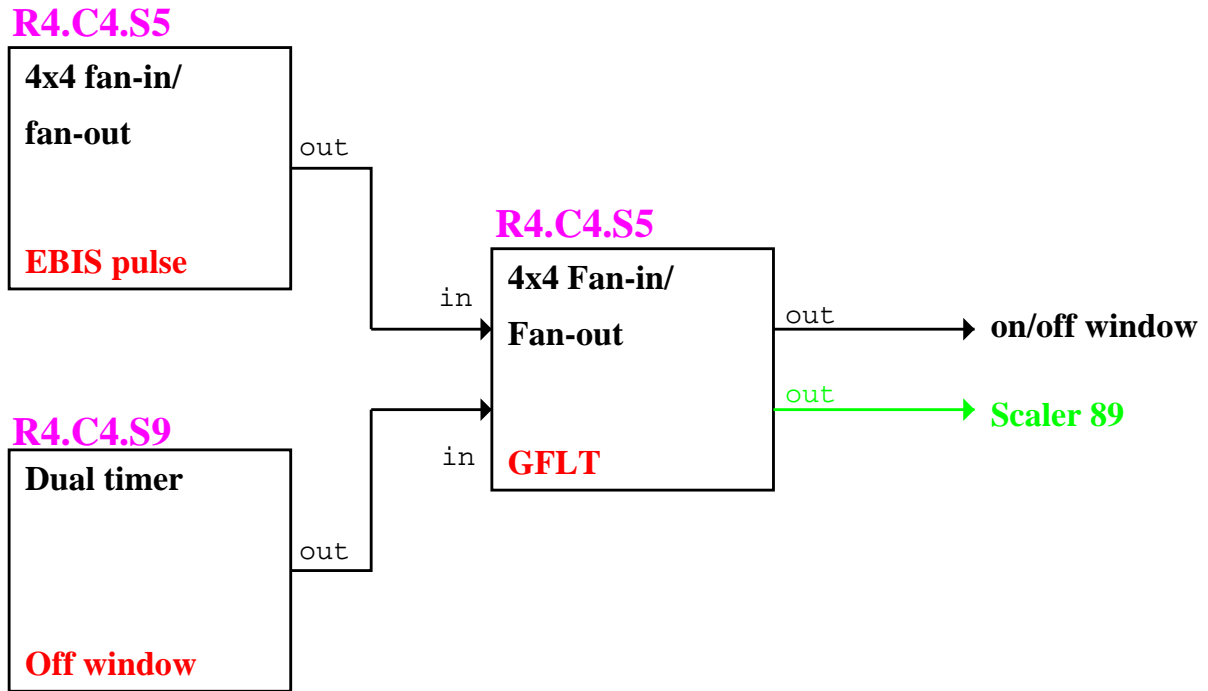 R4.C4.S5
4x4 fan-in/
fan-out
out
EBIS pulse
R4.C4.S5
4x4 Fan-in/
Fan-out
in
out
on/off window
out
Scaler 89
in
GFLT
R4.C4.S9
Dual timer
out
Off window